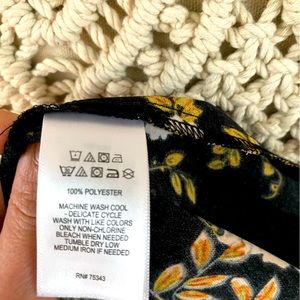 100% POLYESTER
MACHINE WASH COOL
- DELICATE CYCLE
WASH WITH LIKE COLORS
ONLY NON-CHLORINE
BLEACH WHEN NEEDED
TUMBLE DRY LOW
MEDIUM IRON IF NEEDED
RN# 75343